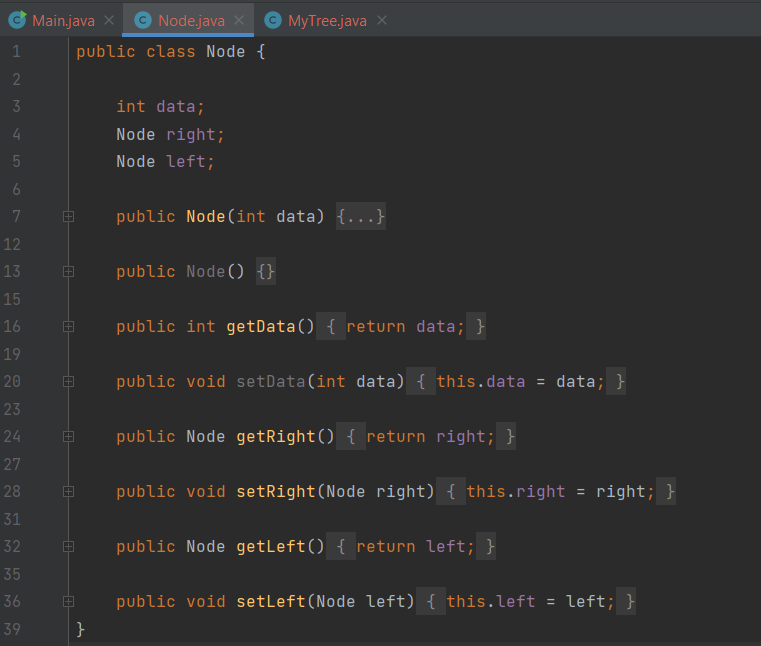 Main.java Node.java MyTree.java
1 public class Node {
2
3 int data;
4 Node right;
5 Node left;
6
7 public Node(int data) {...}
12
13 public Node() {}
15
16 public int getData() { return data; }
19
20 public void setData(int data) { this.data = data; }
23
24 public Node getRight() { return right; }
27
28 public void setRight(Node right) { this.right = right; }
31
32 public Node getLeft() { return left; }
35
36 public void setLeft(Node left) { this.left = left; }
39 }